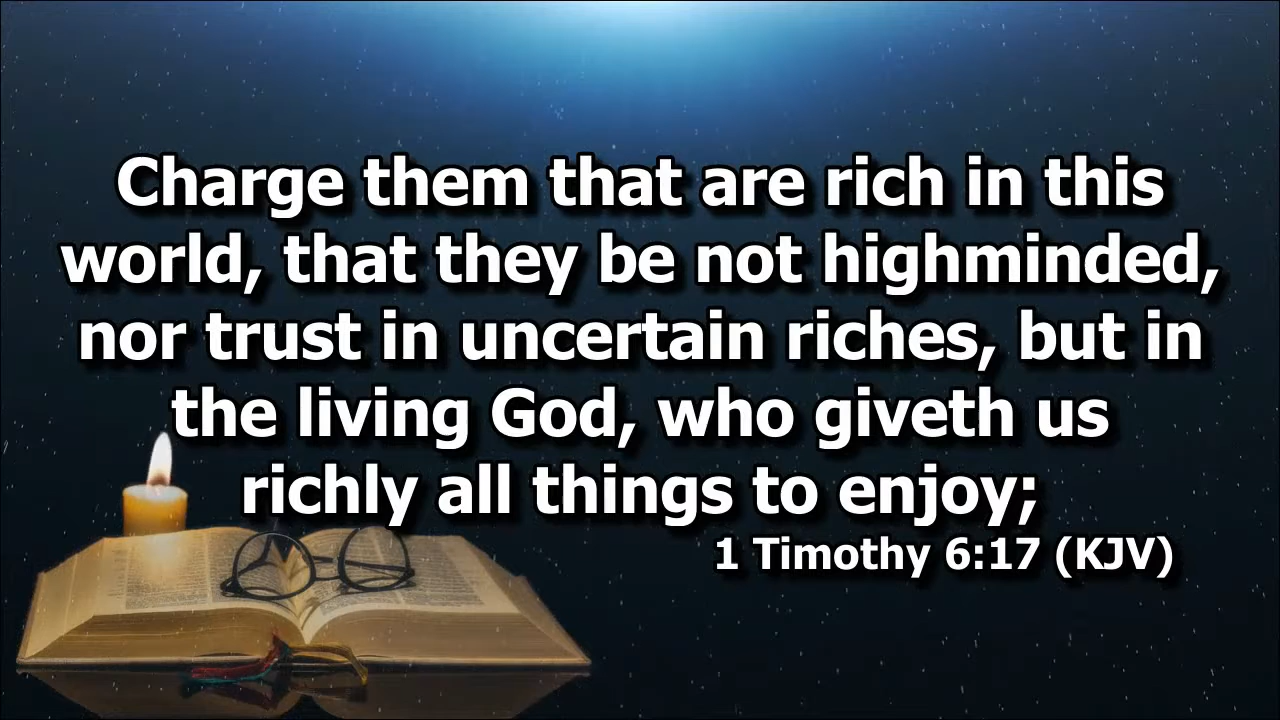 Charge them that are rich in this
world, that they be not highminded,
nor trust in uncertain riches, but in
the living God, who giveth us
richly all things to enjoy;
1 Timothy 6:17 (KJV)